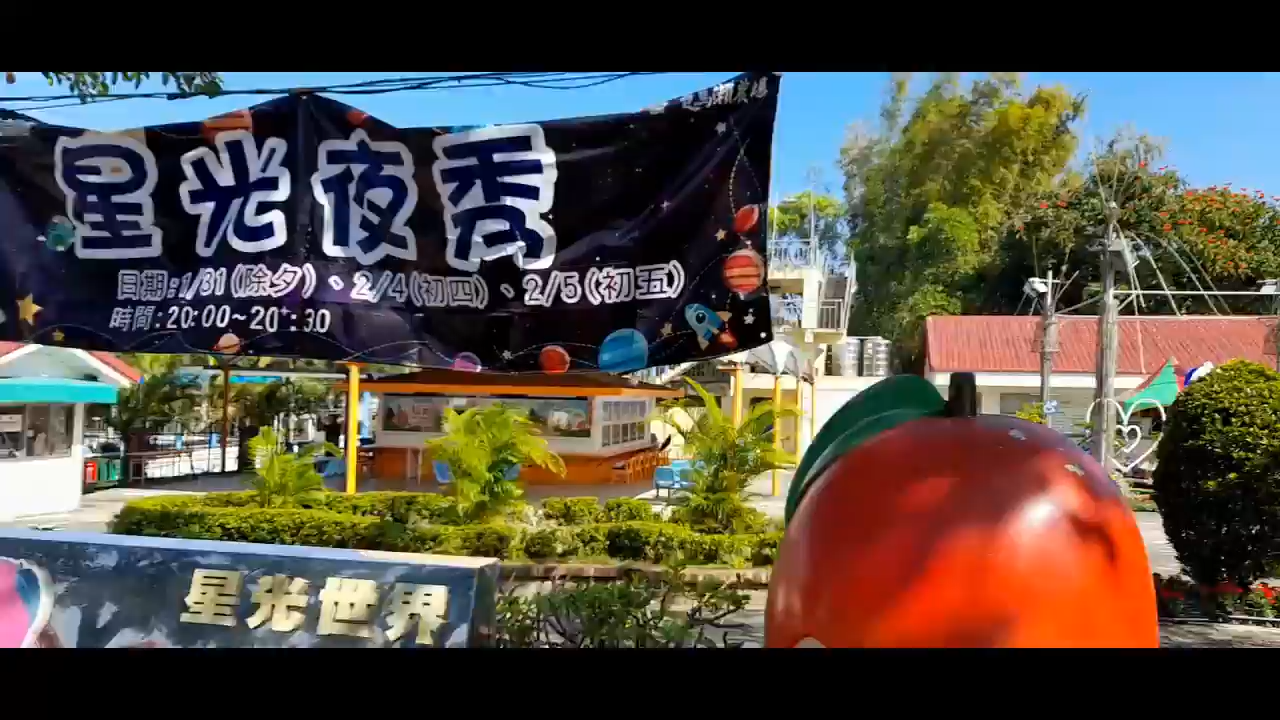 星光夜秀
日期:1/31(除夕)、2/4(初四)、2/5(初五)
時間:20:00~20:30
星光世界